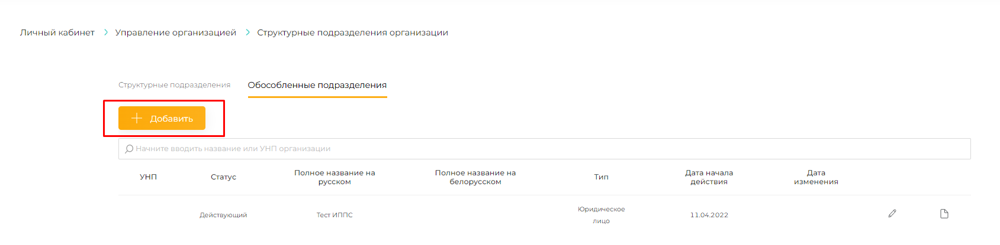 Личный кабинет > Управление организацией > Структурные подразделения организации
Структурные подразделения Обособленные подразделения
Добавить
Начните вводить название или УНП организации
УНП Статус Полное название на русском Полное название на белорусском Тип Дата начала действия Дата изменения
Действующий Тест ИППС Юридическое лицо 11.04.2022